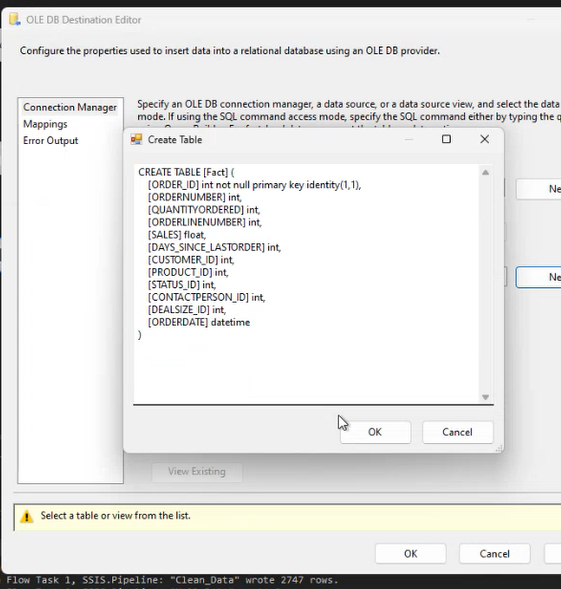 OLE DB Destination Editor
Configure the properties used to insert data into a relational database using an OLE DB provider.
Connection Manager
Mappings
Error Output
Specify an OLE DB connection manager, a data source, or a data source view, and select the data
mode. If using the SQL command access mode, specify the SQL command either by typing the
Create Table
CREATE TABLE [Fact] (
[ORDER_ID] int not null primary key identity(1,1),
[ORDERNUMBER] int,
[QUANTITYORDERED] int,
[ORDERLINENUMBER] int,
[SALES] float,
[DAYS_SINCE_LASTORDER] int,
[CUSTOMER_ID] int,
[PRODUCT_ID] int,
[STATUS_ID] int,
[CONTACTPERSON_ID] int,
[DEALSIZE_ID] int,
[ORDERDATE] datetime
)
Ne
Ne
OK
Cancel
View Existing
Select a table or view from the list.
OK
Cancel
Flow Task 1, SSIS.Pipeline: "Clean_Data" wrote 2747 rows.